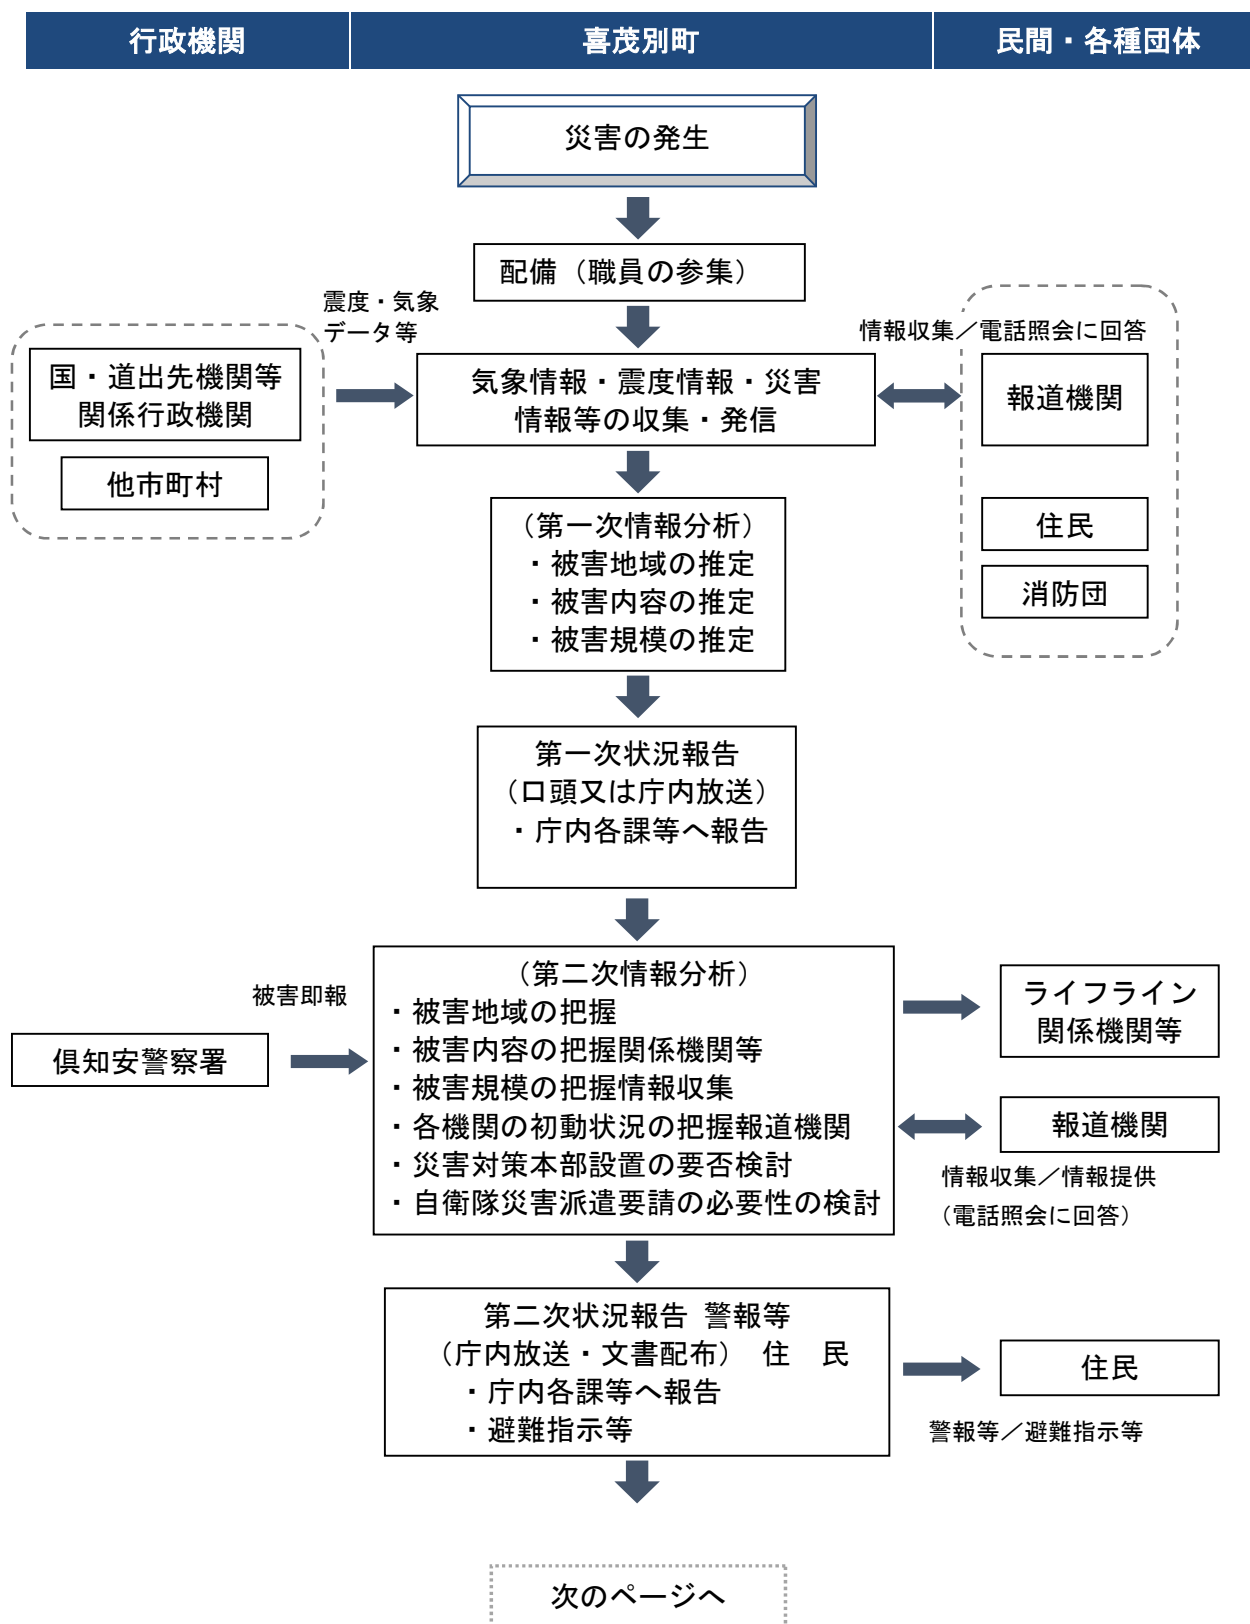 行政機関
喜茂別町
民間・各種団体
災害の発生
配備（職員の参集）
震度・気象
データ等
情報収集／電話照会に回答
国・道出先機関等
関係行政機関
他市町村
気象情報・震度情報・災害
情報等の収集・発信
報道機関
住民
消防団
（第一次情報分析）
・被害地域の推定
・被害内容の推定
・被害規模の推定
第一次状況報告
（口頭又は庁内放送）
・庁内各課等へ報告
被害即報
倶知安警察署
（第二次情報分析）
・被害地域の把握
・被害内容の把握関係機関等
・被害規模の把握情報収集
・各機関の初動状況の把握報道機関
・災害対策本部設置の要否検討
・自衛隊災害派遣要請の必要性の検討
ライフライン
関係機関等
報道機関
情報収集／情報提供
（電話照会に回答）
第二次状況報告 警報等
（庁内放送・文書配布） 住　民
・庁内各課等へ報告
・避難指示等
住民
警報等／避難指示等
次のページへ